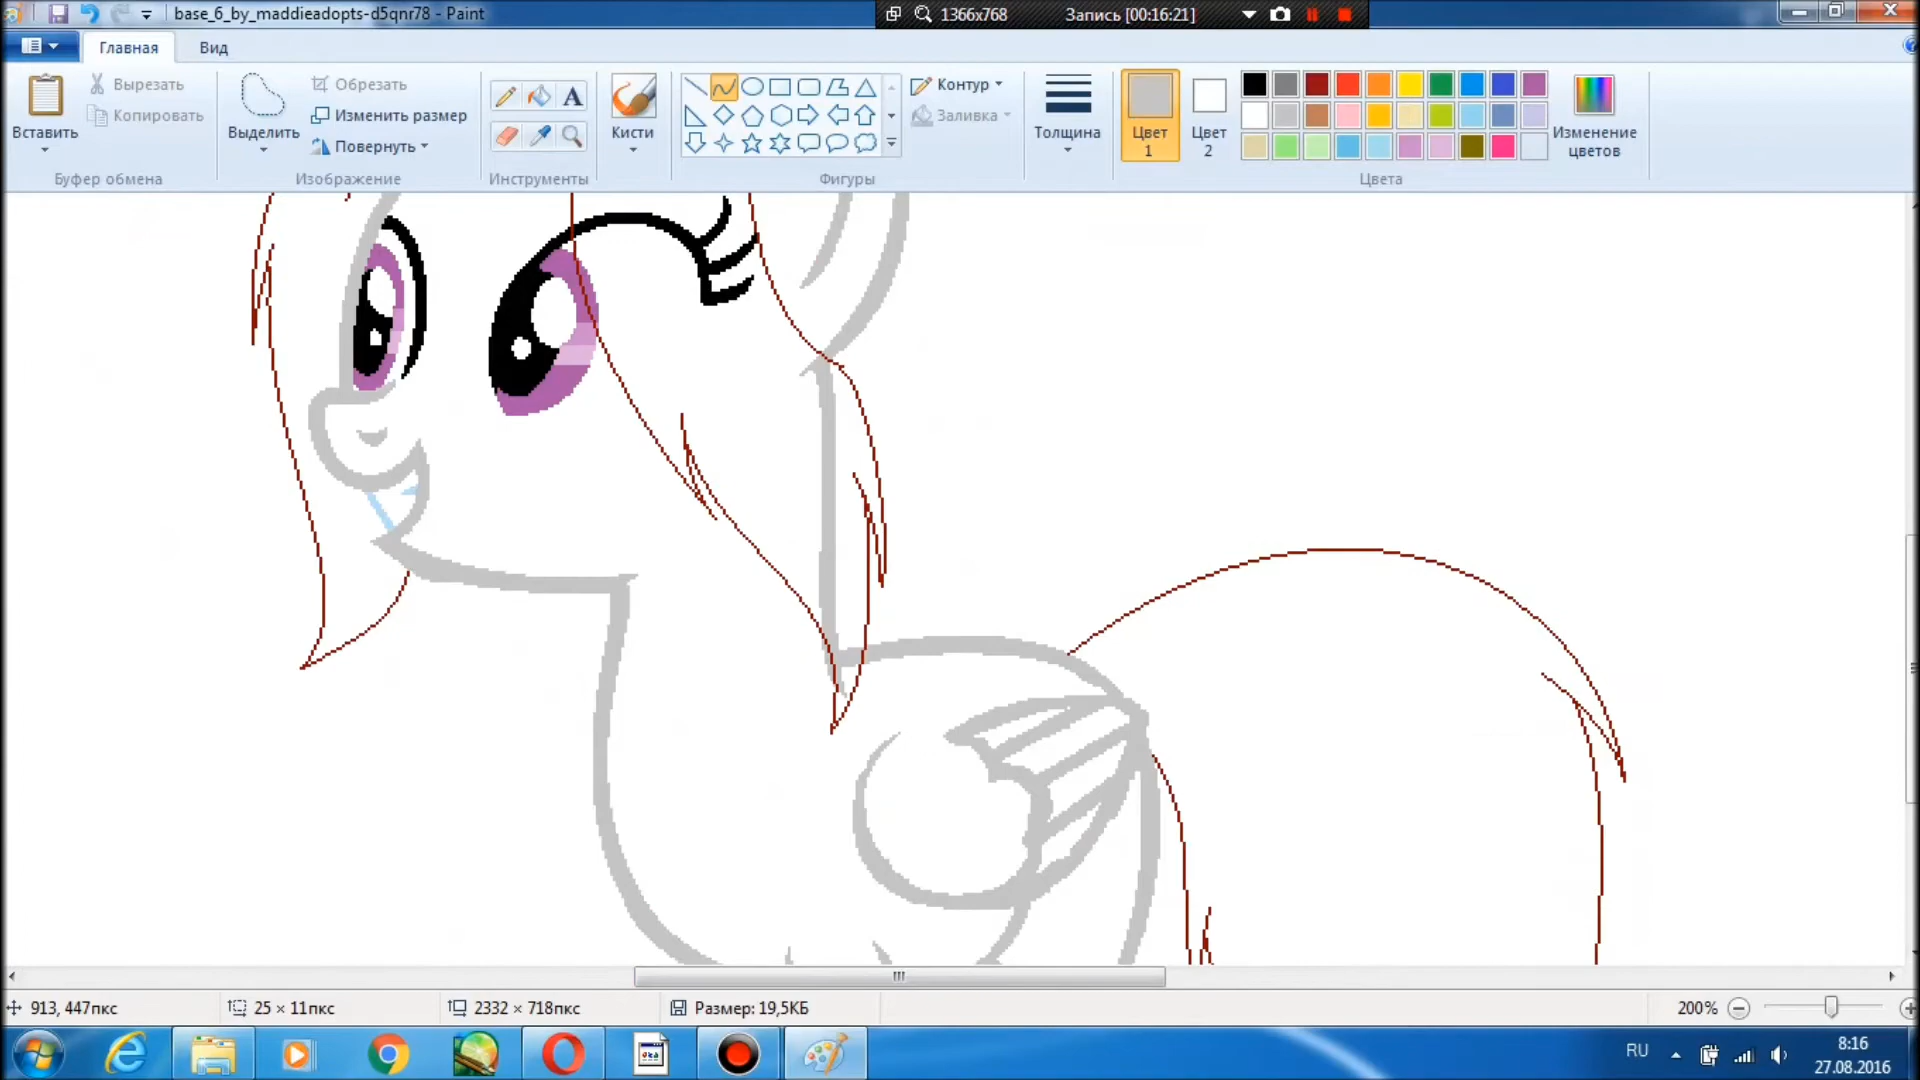 base_6_by_maddieadopts-d5qnr78 - Paint
1366x768 Запись [00:16:21]
Главная Вид
Вставить
Вырезать
Копировать
Буфер обмена
Выделить
Обрезать
Изменить размер
Повернуть
Изображение
A
Инструменты
Кисти
Фигуры
Контур
Заливка
Толщина
Цвет 1
Цвет 2
Изменение цветов
Цвета
913, 447пкс 25 × 11пкс 2332 × 718пкс Размер: 19,5КБ 200%
RU
8:16
27.08.2016